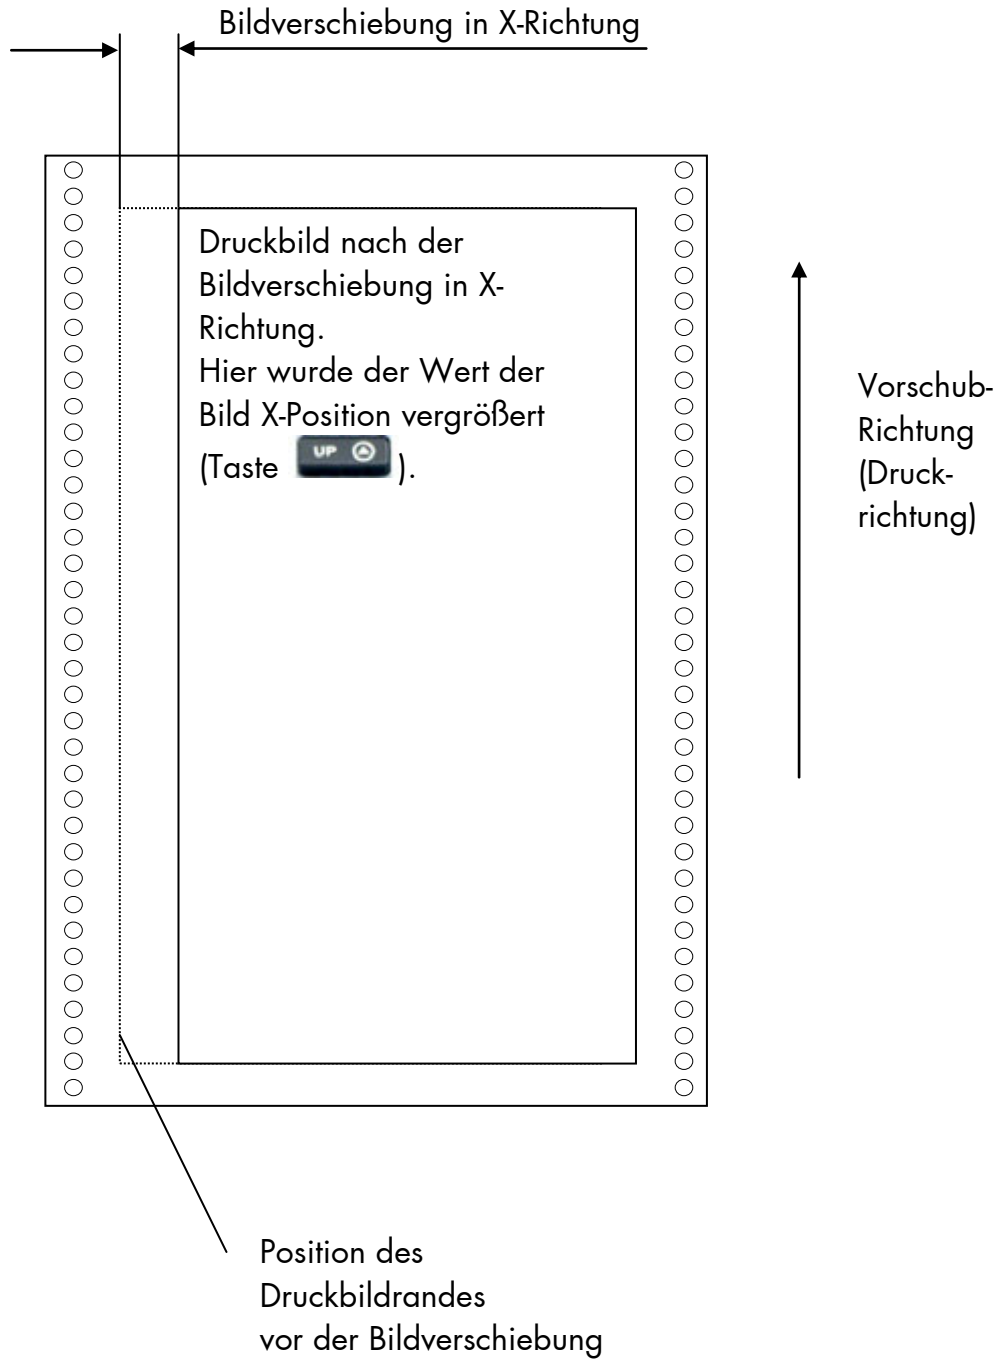 Bildverschiebung in X-Richtung
Druckbild nach der
Bildverschiebung in X-
Richtung.
Hier wurde der Wert der
Bild X-Position vergrößert
(Taste UP ).
Vorschub-
Richtung
(Druck-
richtung)
Position des
Druckbildrandes
vor der Bildverschiebung